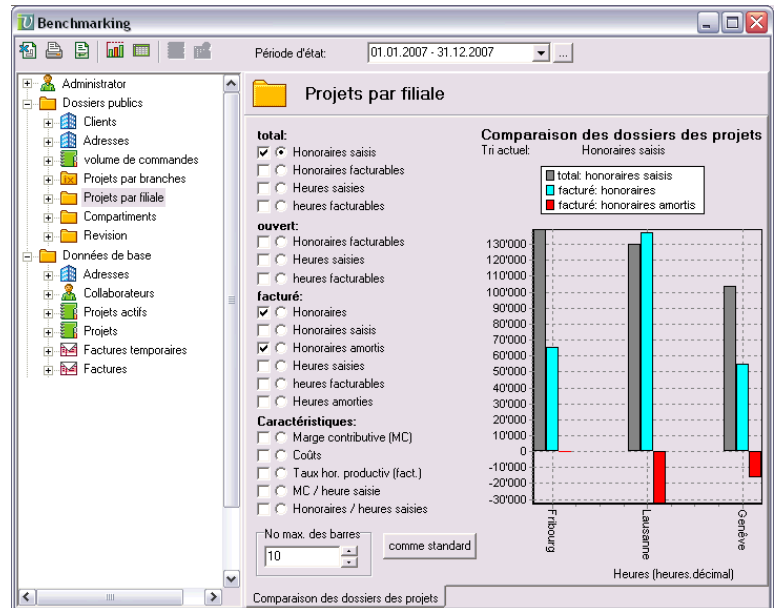 Benchmarking
Période d'état: 01.01.2007 - 31.12.2007 ...
Administrator
Dossiers publics
Clients
Adresses
volume de commandes
Projets par branches
Projets par filiale
Compartiments
Revision
Données de base
Adresses
Collaborateurs
Projets actifs
Projets
Factures temporaires
Factures
Projets par filiale
total:
Honoraires saisis
Honoraires facturables
Heures saisies
heures facturables
ouvert:
Honoraires facturables
Heures saisies
heures facturables
facturé:
Honoraires
Honoraires saisis
Honoraires amortis
Heures saisies
heures facturables
Heures amorties
Caractéristiques:
Marge contributive (MC)
Coûts
Taux hor. productiv (fact.)
MC / heure saisie
Honoraires / heures saisies
No max. des barres
10
comme standard
Comparaison des dossiers des projets
Tri actuel: Honoraires saisis
total: honoraires saisis
facturé: honoraires
facturé: honoraires amortis
130'000
120'000
110'000
100'000
90'000
80'000
70'000
60'000
50'000
40'000
30'000
20'000
10'000
0
-10'000
-20'000
-30'000
Fribourg
Lausanne
Genêve
Heures (heures.décimal)
Comparaison des dossiers des projets